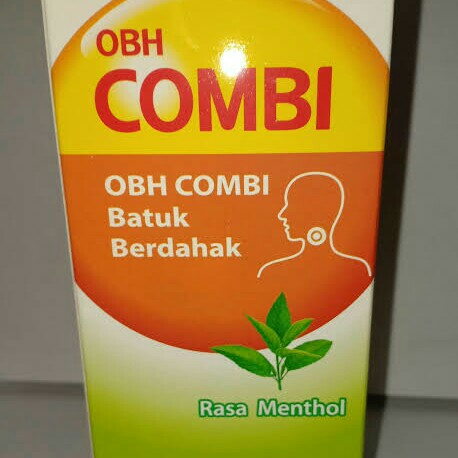 OBH
COMBI
OBH COMBI
Batuk
Berdahak
Rasa Menthol